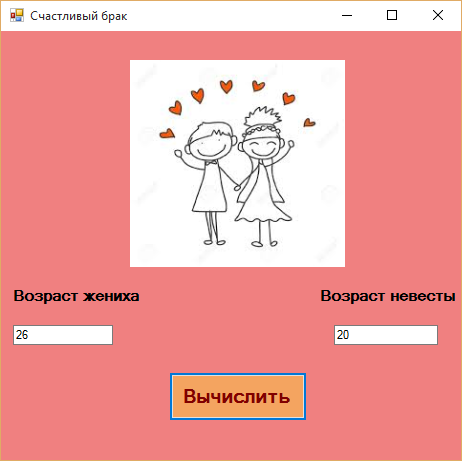 Счастливый брак
Возраст жениха
Возраст невесты
26
20
Вычислить